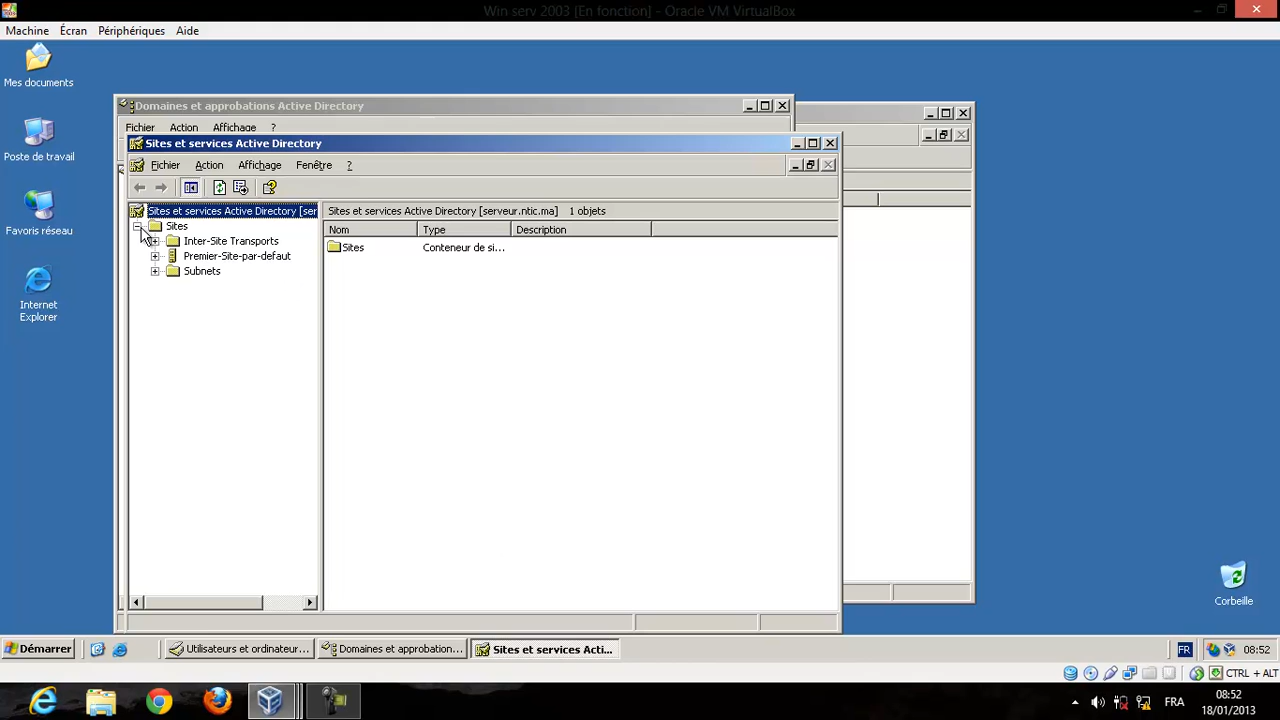 Win serv 2003 [En fonction] - Oracle VM VirtualBox
Machine Écran Périphériques Aide
Mes documents
Poste de travail
Favoris réseau
Internet
Explorer
Corbeille
Domaines et approbations Active Directory
Fichier Action Affichage ?
Sites et services Active Directory
Fichier Action Affichage Fenêtre ?
Sites et services Active Directory [ser
Sites
Inter-Site Transports
Premier-Site-par-defaut
Subnets
Sites et services Active Directory [serveur.ntic.ma] 1 objets
Nom Type Description
Sites Conteneur de si...
Démarrer Utilisateurs et ordinateur... Domaines et approbation... Sites et services Acti... FR 08:52
CTRL + ALT
FRA
08:52
18/01/2013